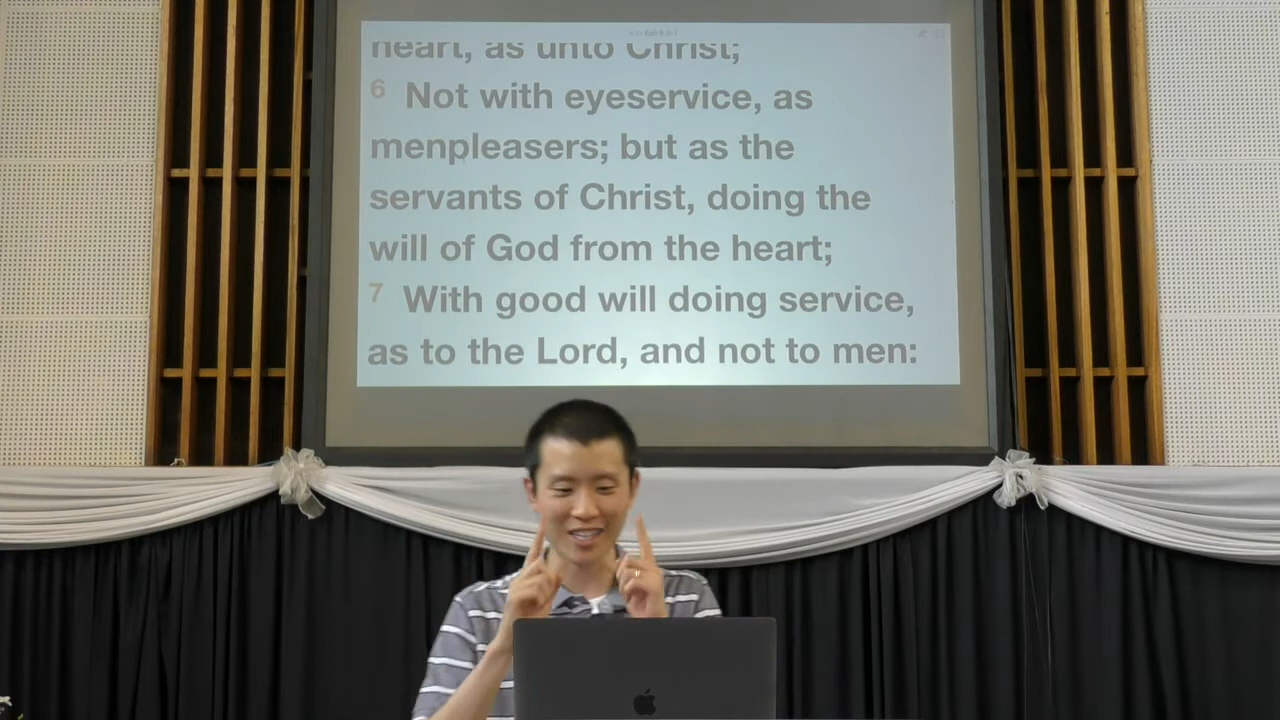 heart, as unto Christ;
6 Not with eyeservice, as
menpleasers; but as the
servants of Christ, doing the
will of God from the heart;
7 With good will doing service,
as to the Lord, and not to men: